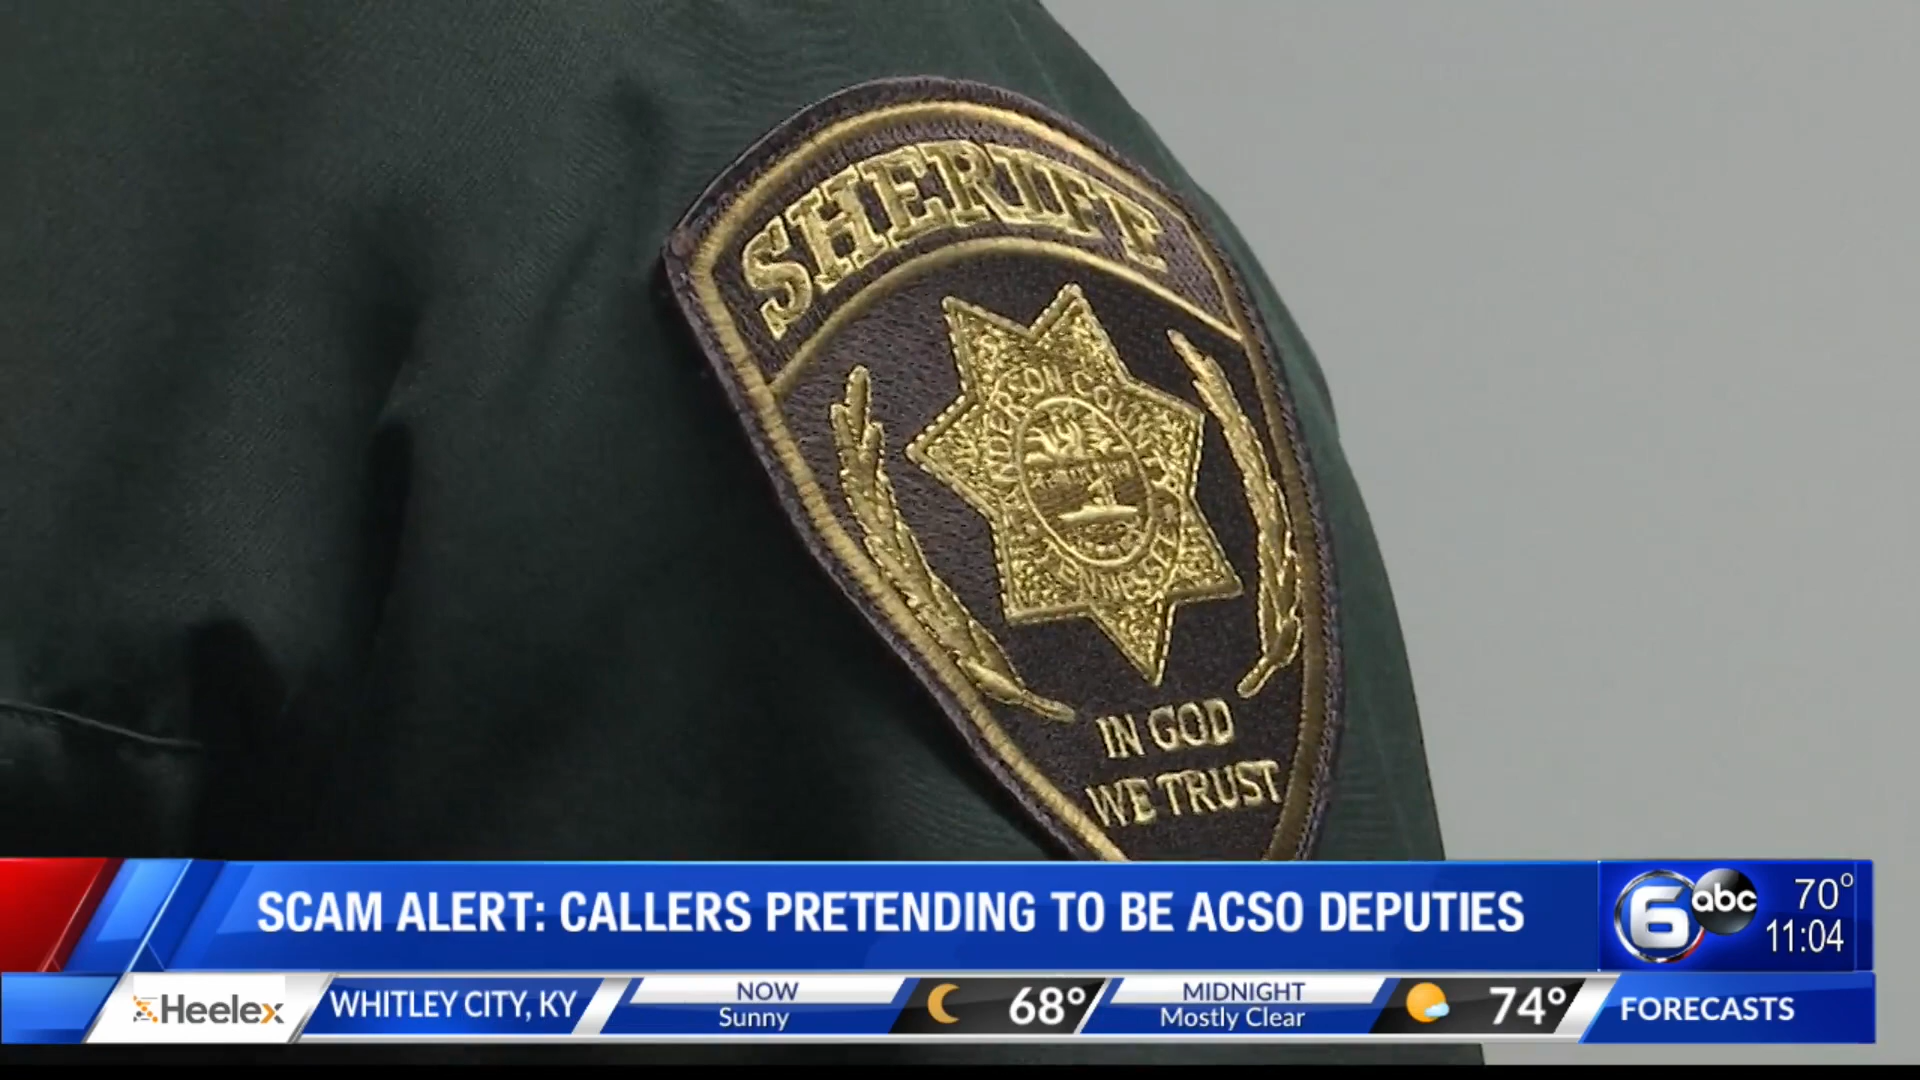 SHERIFF
ANDERSON COUNTY
TENNESSEE
IN GOD
WE TRUST
SCAM ALERT: CALLERS PRETENDING TO BE ACSO DEPUTIES
6 abc
70°
11:04
Heelex
WHITLEY CITY, KY
NOW
Sunny
68°
MIDNIGHT
Mostly Clear
74°
FORECASTS